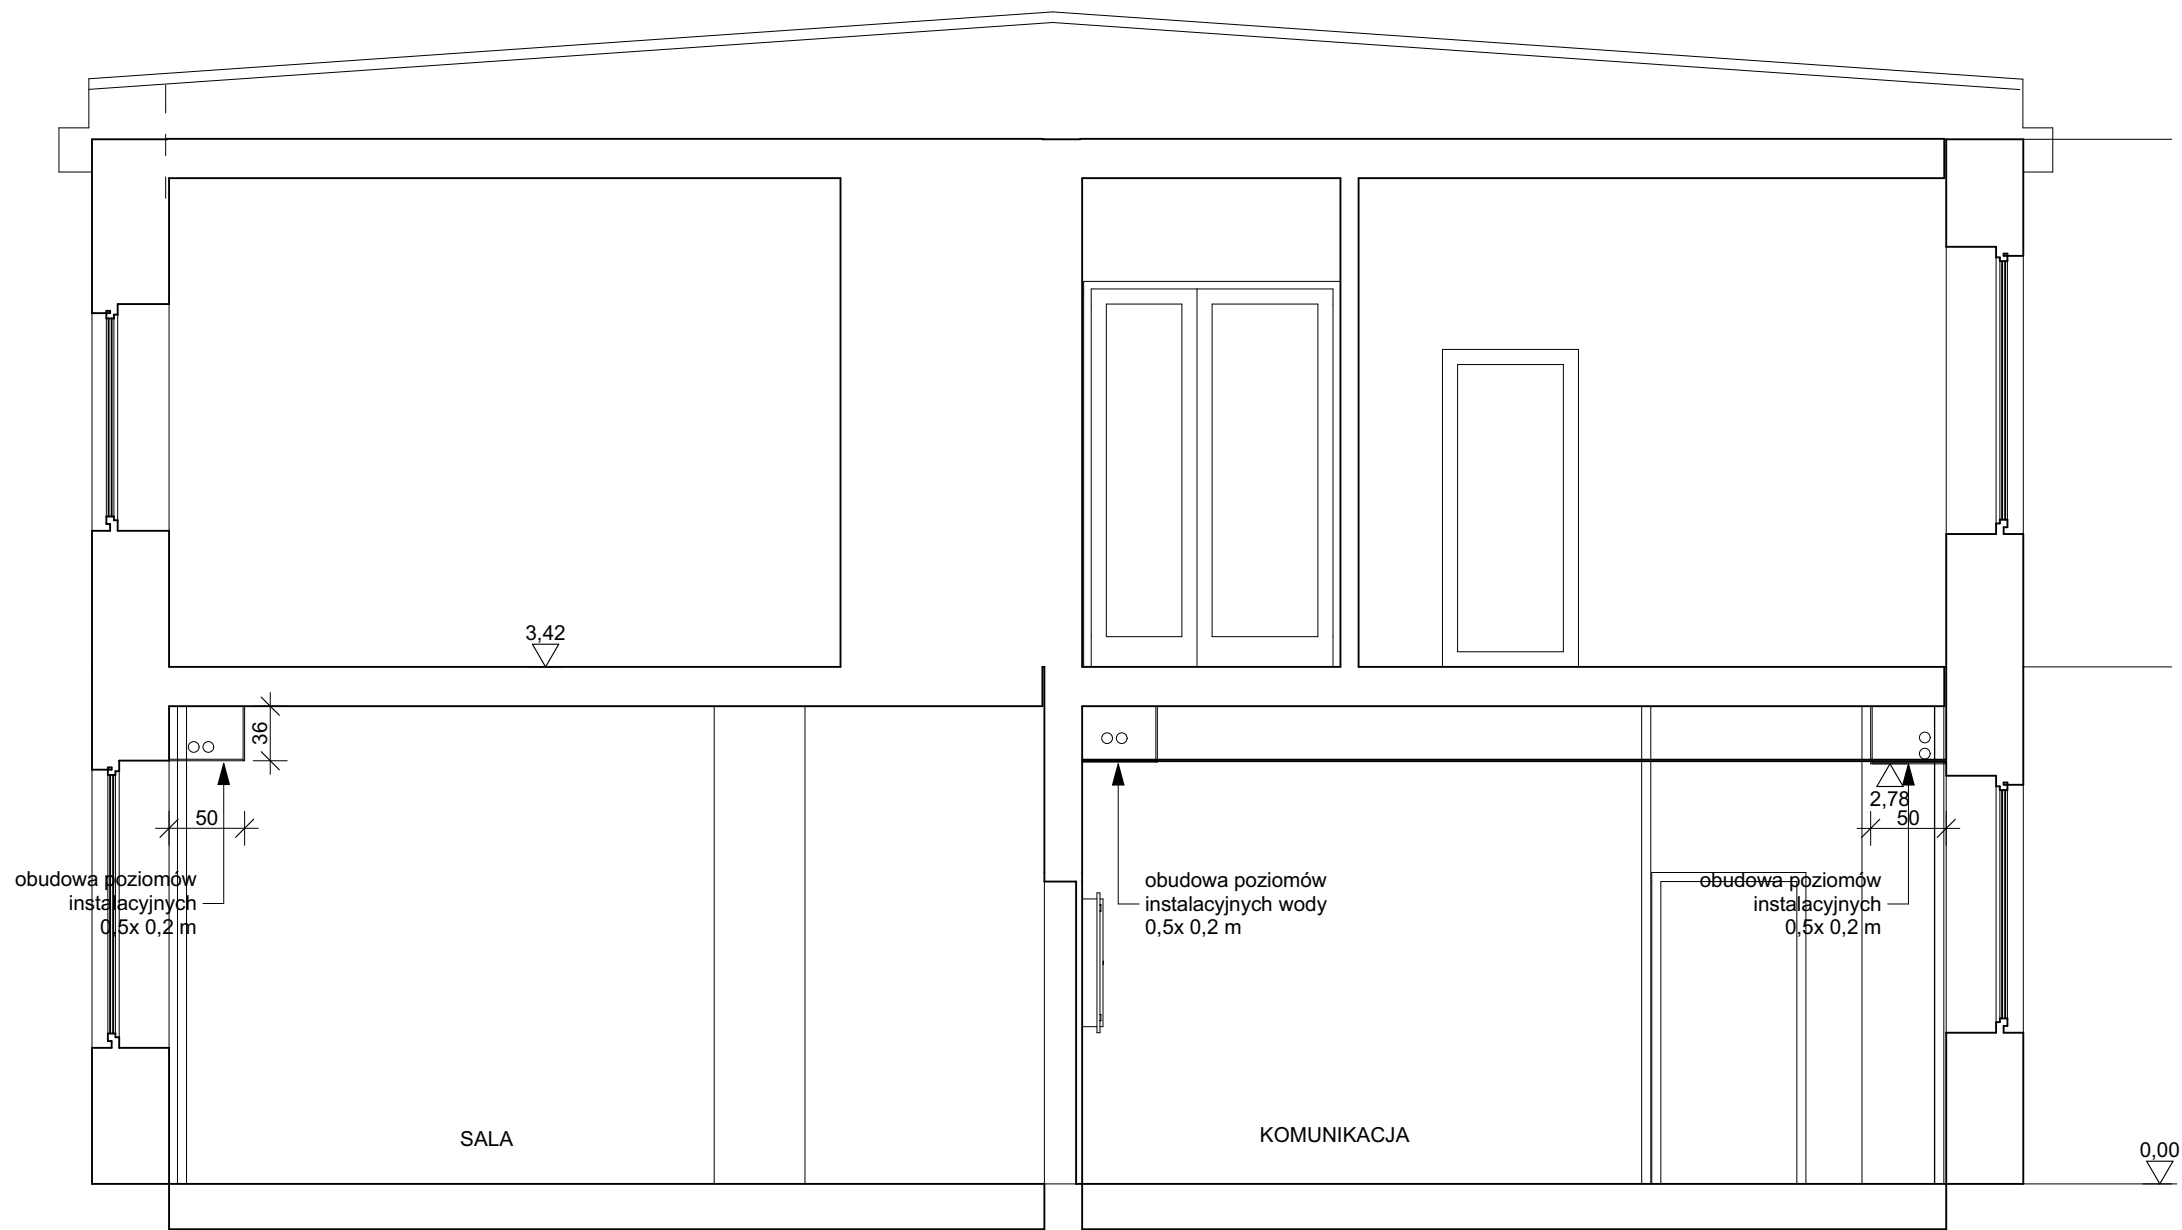 3,42
36
50
2,78
50
obudowa poziomów
instalacyjnych
0,5x 0,2 m
obudowa poziomów
instalacyjnych wody
0,5x 0,2 m
obudowa poziomów
instalacyjnych
0,5x 0,2 m
SALA
KOMUNIKACJA
0,00